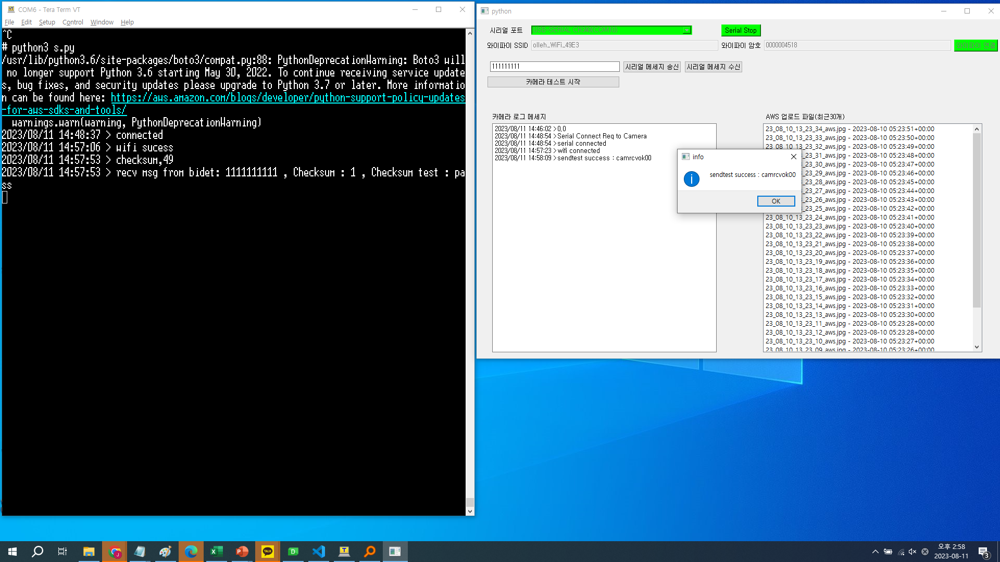 COM6 - Tera Term VT
File Edit Setup Control Window Help
^C
# python3 s.py
/usr/lib/python3.6/site-packages/boto3/compat.py:88: PythonDeprecationWarning: Boto3 will
no longer support Python 3.6 starting May 30, 2022. To continue receiving service update
s, bug fixes, and security updates please upgrade to Python 3.7 or later. More informatio
n can be found here: https://aws.amazon.com/blogs/developer/python-support-policy-updates
-for-aws-sdks-and-tools/
warnings.warn(warning, PythonDeprecationWarning)
2023/08/11 14:48:37 > connected
2023/08/11 14:57:06 > wifi sucess
2023/08/11 14:57:53 > checksum,49
2023/08/11 14:57:53 > recv msg from bidet: 1111111111 , Checksum : 1 , Checksum test : pa
ss
python
시리얼 포트 USB-SERIAL CH340(COM10) Serial Stop
와이파이 SSID olleh_WiFi_49E3 와이파이 암호 0000004518 와이파이 연결
111111111 시리얼 메세지 송신 시리얼 메세지 수신
카메라 테스트 시작
카메라 로그 메세지
2023/08/11 14:46:02 >0,0
2023/08/11 14:48:54 >Serial Connect Req to Camera
2023/08/11 14:48:54 >serial connected
2023/08/11 14:57:23 >wifi connected
2023/08/11 14:58:09 >sendtest success : camrcvok00
info
sendtest success : camrcvok00
OK
AWS 업로드 파일(최근30개)
23_08_10_13_23_34_aws.jpg - 2023-08-10 05:23:51+00:00
23_08_10_13_23_33_aws.jpg - 2023-08-10 05:23:50+00:00
23_08_10_13_23_32_aws.jpg - 2023-08-10 05:23:49+00:00
_23_31_aws.jpg - 2023-08-10 05:23:48+00:00
_23_30_aws.jpg - 2023-08-10 05:23:47+00:00
_23_29_aws.jpg - 2023-08-10 05:23:46+00:00
_23_28_aws.jpg - 2023-08-10 05:23:45+00:00
_23_27_aws.jpg - 2023-08-10 05:23:44+00:00
_23_26_aws.jpg - 2023-08-10 05:23:43+00:00
_23_25_aws.jpg - 2023-08-10 05:23:42+00:00
23_08_10_13_23_24_aws.jpg - 2023-08-10 05:23:41+00:00
23_08_10_13_23_23_aws.jpg - 2023-08-10 05:23:40+00:00
23_08_10_13_23_22_aws.jpg - 2023-08-10 05:23:39+00:00
23_08_10_13_23_21_aws.jpg - 2023-08-10 05:23:38+00:00
23_08_10_13_23_20_aws.jpg - 2023-08-10 05:23:37+00:00
23_08_10_13_23_19_aws.jpg - 2023-08-10 05:23:36+00:00
23_08_10_13_23_18_aws.jpg - 2023-08-10 05:23:35+00:00
23_08_10_13_23_17_aws.jpg - 2023-08-10 05:23:34+00:00
23_08_10_13_23_16_aws.jpg - 2023-08-10 05:23:33+00:00
23_08_10_13_23_15_aws.jpg - 2023-08-10 05:23:32+00:00
23_08_10_13_23_14_aws.jpg - 2023-08-10 05:23:31+00:00
23_08_10_13_23_13_aws.jpg - 2023-08-10 05:23:30+00:00
23_08_10_13_23_11_aws.jpg - 2023-08-10 05:23:28+00:00
23_08_10_13_23_12_aws.jpg - 2023-08-10 05:23:28+00:00
23_08_10_13_23_10_aws.jpg - 2023-08-10 05:23:27+00:00
23_08_10_13_23_09_aws.jpg - 2023-08-10 05:23:26+00:00
오후 2:58
2023-08-11
3